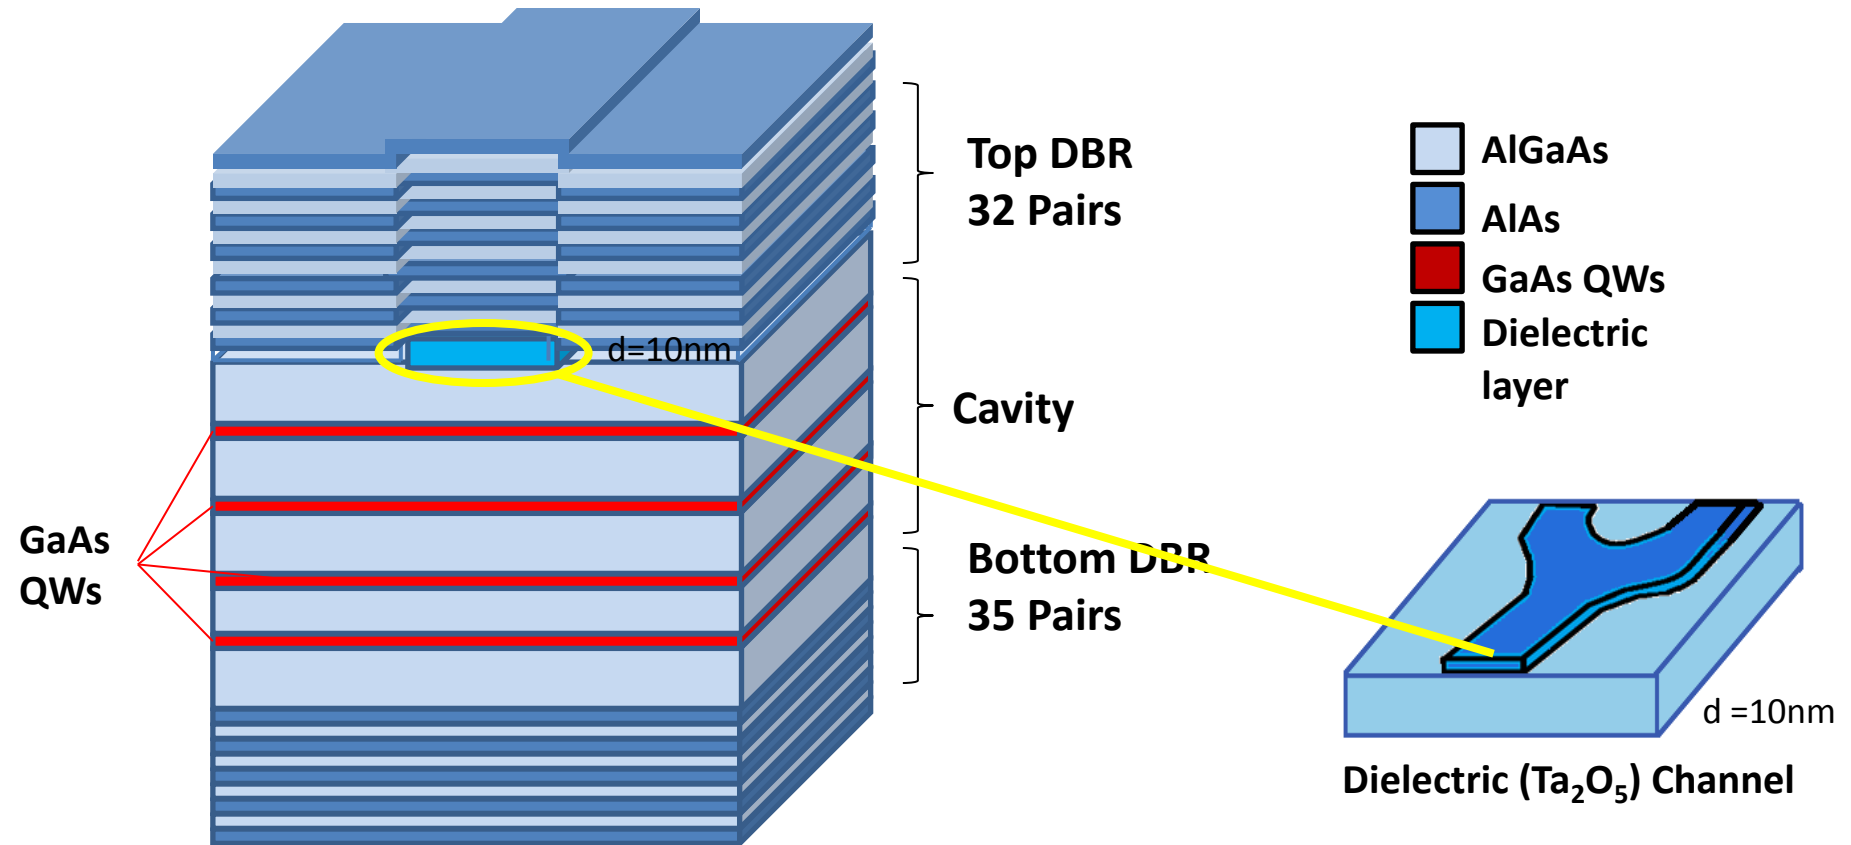 Top DBR
32 Pairs
d=10nm
Cavity
GaAs
QWs
Bottom DBR
35 Pairs
AlGaAs
AlAs
GaAs QWs
Dielectric
layer
d =10nm
Dielectric (Ta₂O₅) Channel